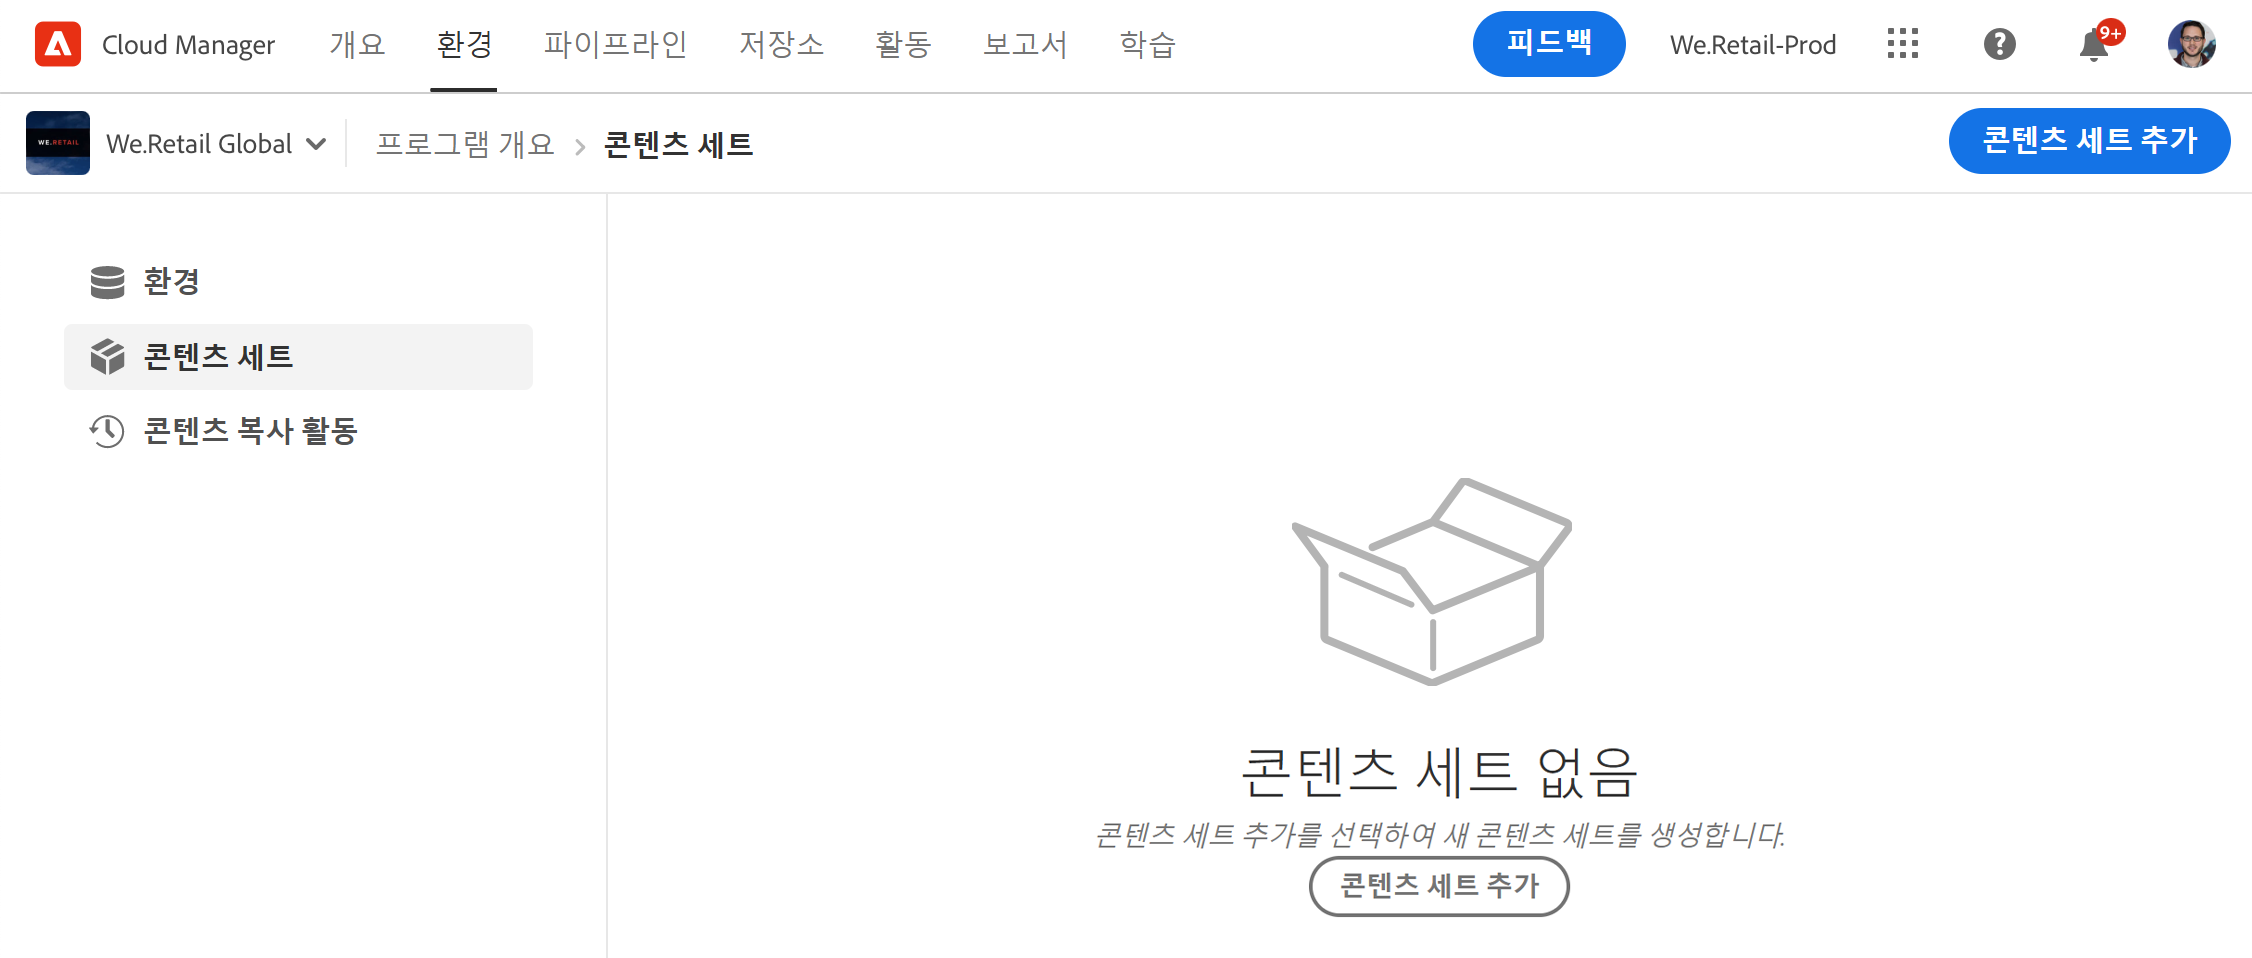 Cloud Manager 개요 환경 파이프라인 저장소 활동 보고서 학습 피드백 We.Retail-Prod 9+
WE.RETAIL We.Retail Global 프로그램 개요 콘텐츠 세트 콘텐츠 세트 추가
환경
콘텐츠 세트
콘텐츠 복사 활동
콘텐츠 세트 없음
콘텐츠 세트 추가를 선택하여 새 콘텐츠 세트를 생성합니다.
콘텐츠 세트 추가